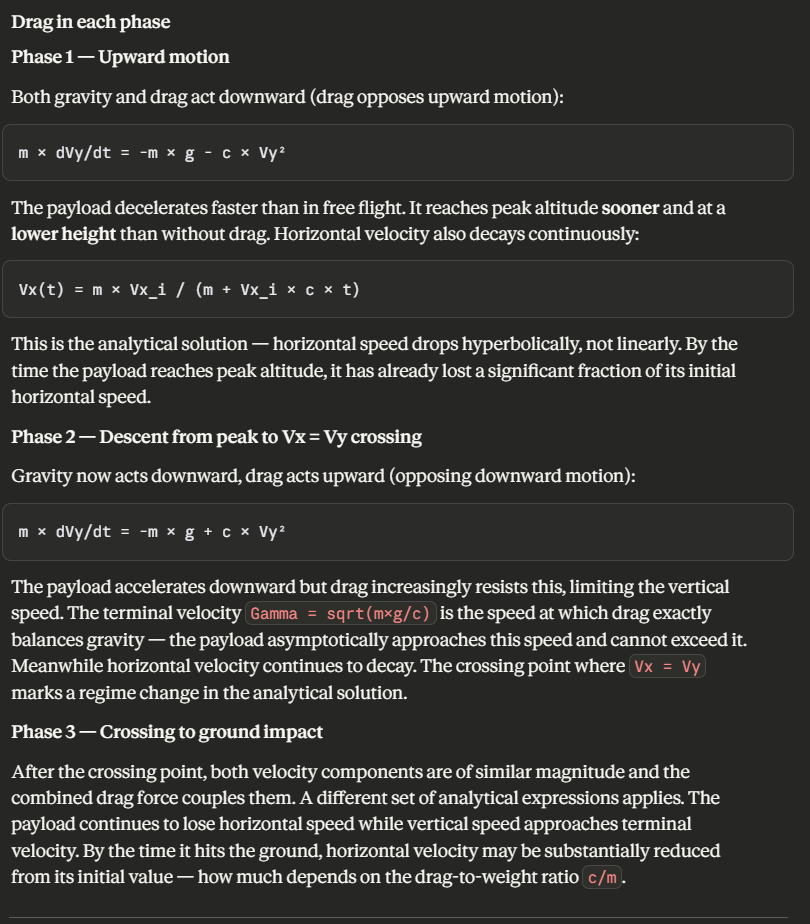 Drag in each phase
Phase 1 — Upward motion
Both gravity and drag act downward (drag opposes upward motion):
m × dVy/dt = -m × g - c × Vy²
The payload decelerates faster than in free flight. It reaches peak altitude sooner and at a
lower height than without drag. Horizontal velocity also decays continuously:
Vx(t) = m × Vx_i / (m + Vx_i × c × t)
This is the analytical solution — horizontal speed drops hyperbolically, not linearly. By the
time the payload reaches peak altitude, it has already lost a significant fraction of its initial
horizontal speed.
Phase 2 — Descent from peak to Vx = Vy crossing
Gravity now acts downward, drag acts upward (opposing downward motion):
m × dVy/dt = -m × g + c × Vy²
The payload accelerates downward but drag increasingly resists this, limiting the vertical
speed. The terminal velocity Gamma = sqrt(m×g/c) is the speed at which drag exactly
balances gravity — the payload asymptotically approaches this speed and cannot exceed it.
Meanwhile horizontal velocity continues to decay. The crossing point where Vx = Vy
marks a regime change in the analytical solution.
Phase 3 — Crossing to ground impact
After the crossing point, both velocity components are of similar magnitude and the
combined drag force couples them. A different set of analytical expressions applies. The
payload continues to lose horizontal speed while vertical speed approaches terminal
velocity. By the time it hits the ground, horizontal velocity may be substantially reduced
from its initial value — how much depends on the drag-to-weight ratio c/m.